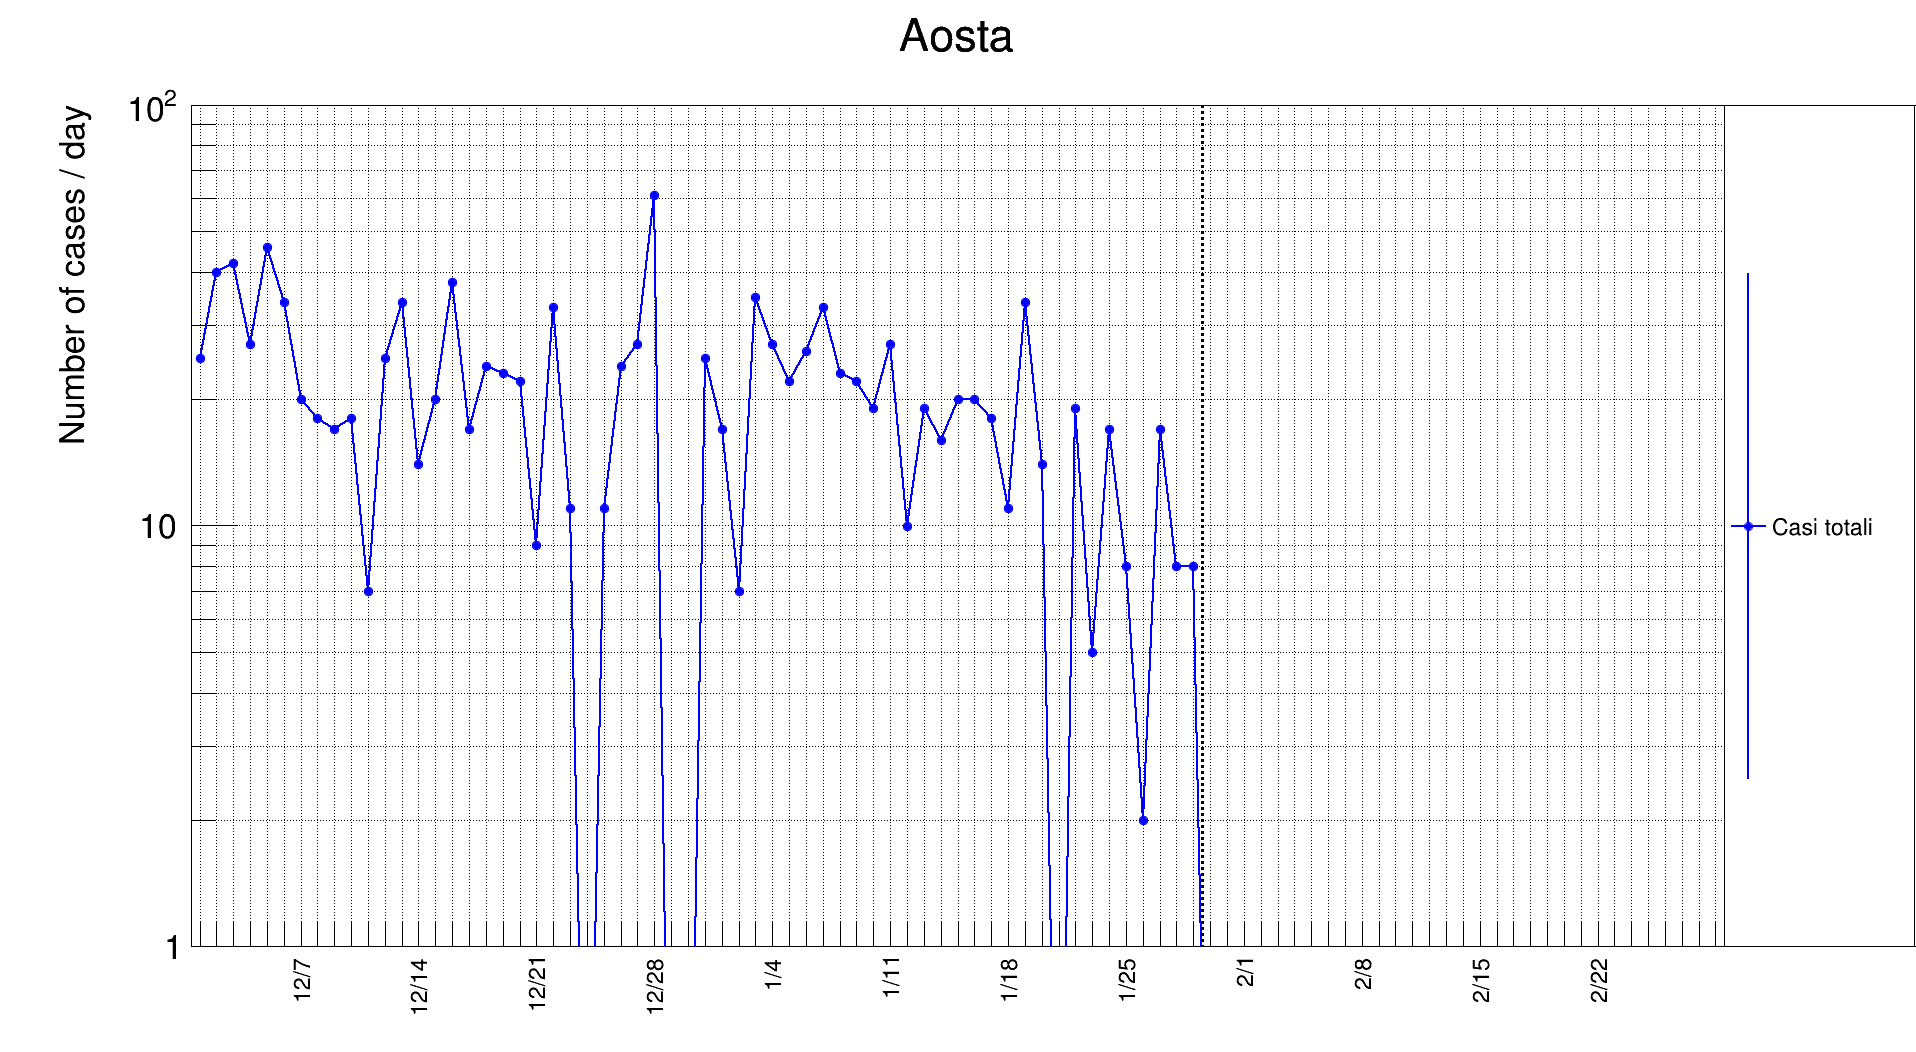 Aosta
Number of cases / day
10²
10
1
12/7 12/14 12/21 12/28 1/4 1/11 1/18 1/25 2/1 2/8 2/15 2/22
Casi totali